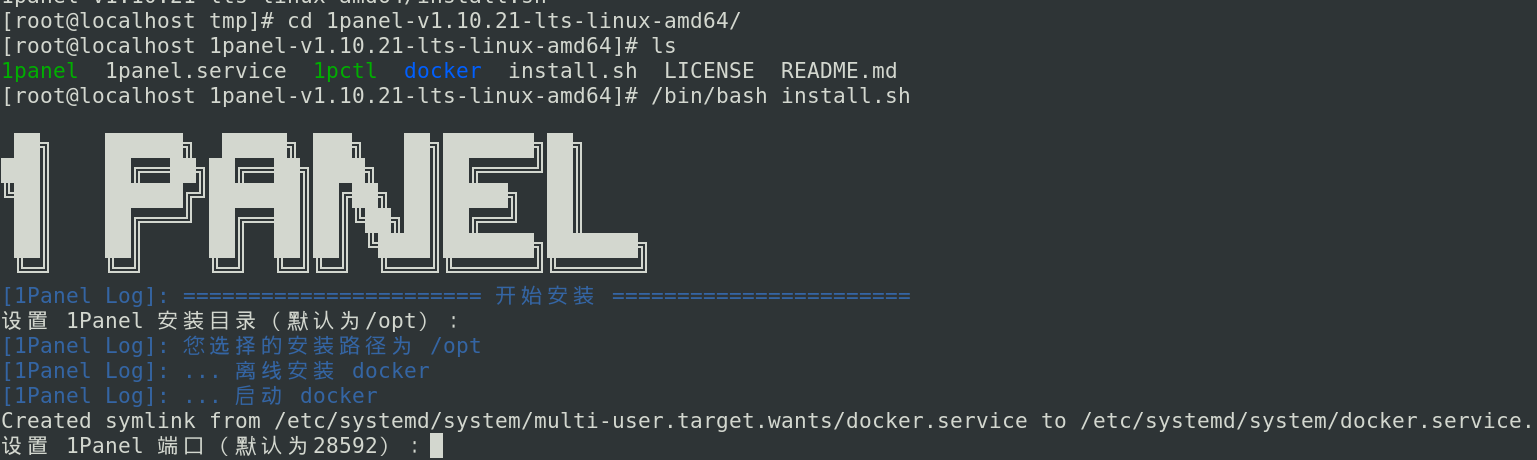 1panel-v1.10.21-lts-linux-amd64/install.sh
[root@localhost tmp]# cd 1panel-v1.10.21-lts-linux-amd64/
[root@localhost 1panel-v1.10.21-lts-linux-amd64]# ls
1panel  1panel.service  1pctl  docker  install.sh  LICENSE  README.md
[root@localhost 1panel-v1.10.21-lts-linux-amd64]# /bin/bash install.sh
1 PANEL
[1Panel Log]: ======================= 开始安装 =======================
设置 1Panel 安装目录（默认为/opt）：
[1Panel Log]: 您选择的安装路径为 /opt
[1Panel Log]: ... 离线安装 docker
[1Panel Log]: ... 启动 docker
Created symlink from /etc/systemd/system/multi-user.target.wants/docker.service to /etc/systemd/system/docker.service.
设置 1Panel 端口（默认为28592）：